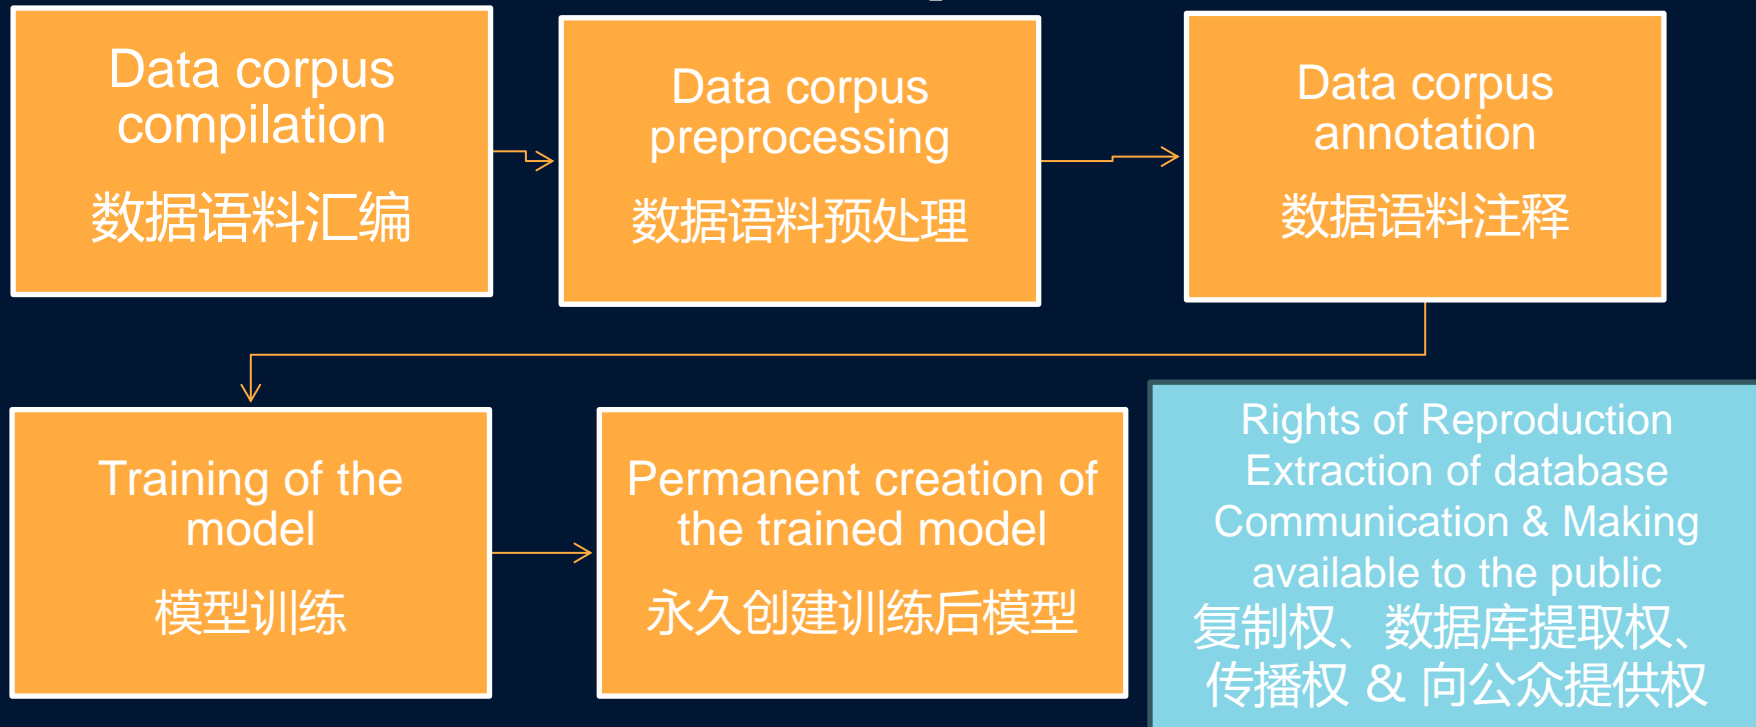 Data corpus
compilation
数据语料汇编
Data corpus
preprocessing
数据语料预处理
Data corpus
annotation
数据语料注释
Training of the
model
模型训练
Permanent creation of
the trained model
永久创建训练后模型
Rights of Reproduction
Extraction of database
Communication & Making
available to the public
复制权、数据库提取权、
传播权 & 向公众提供权